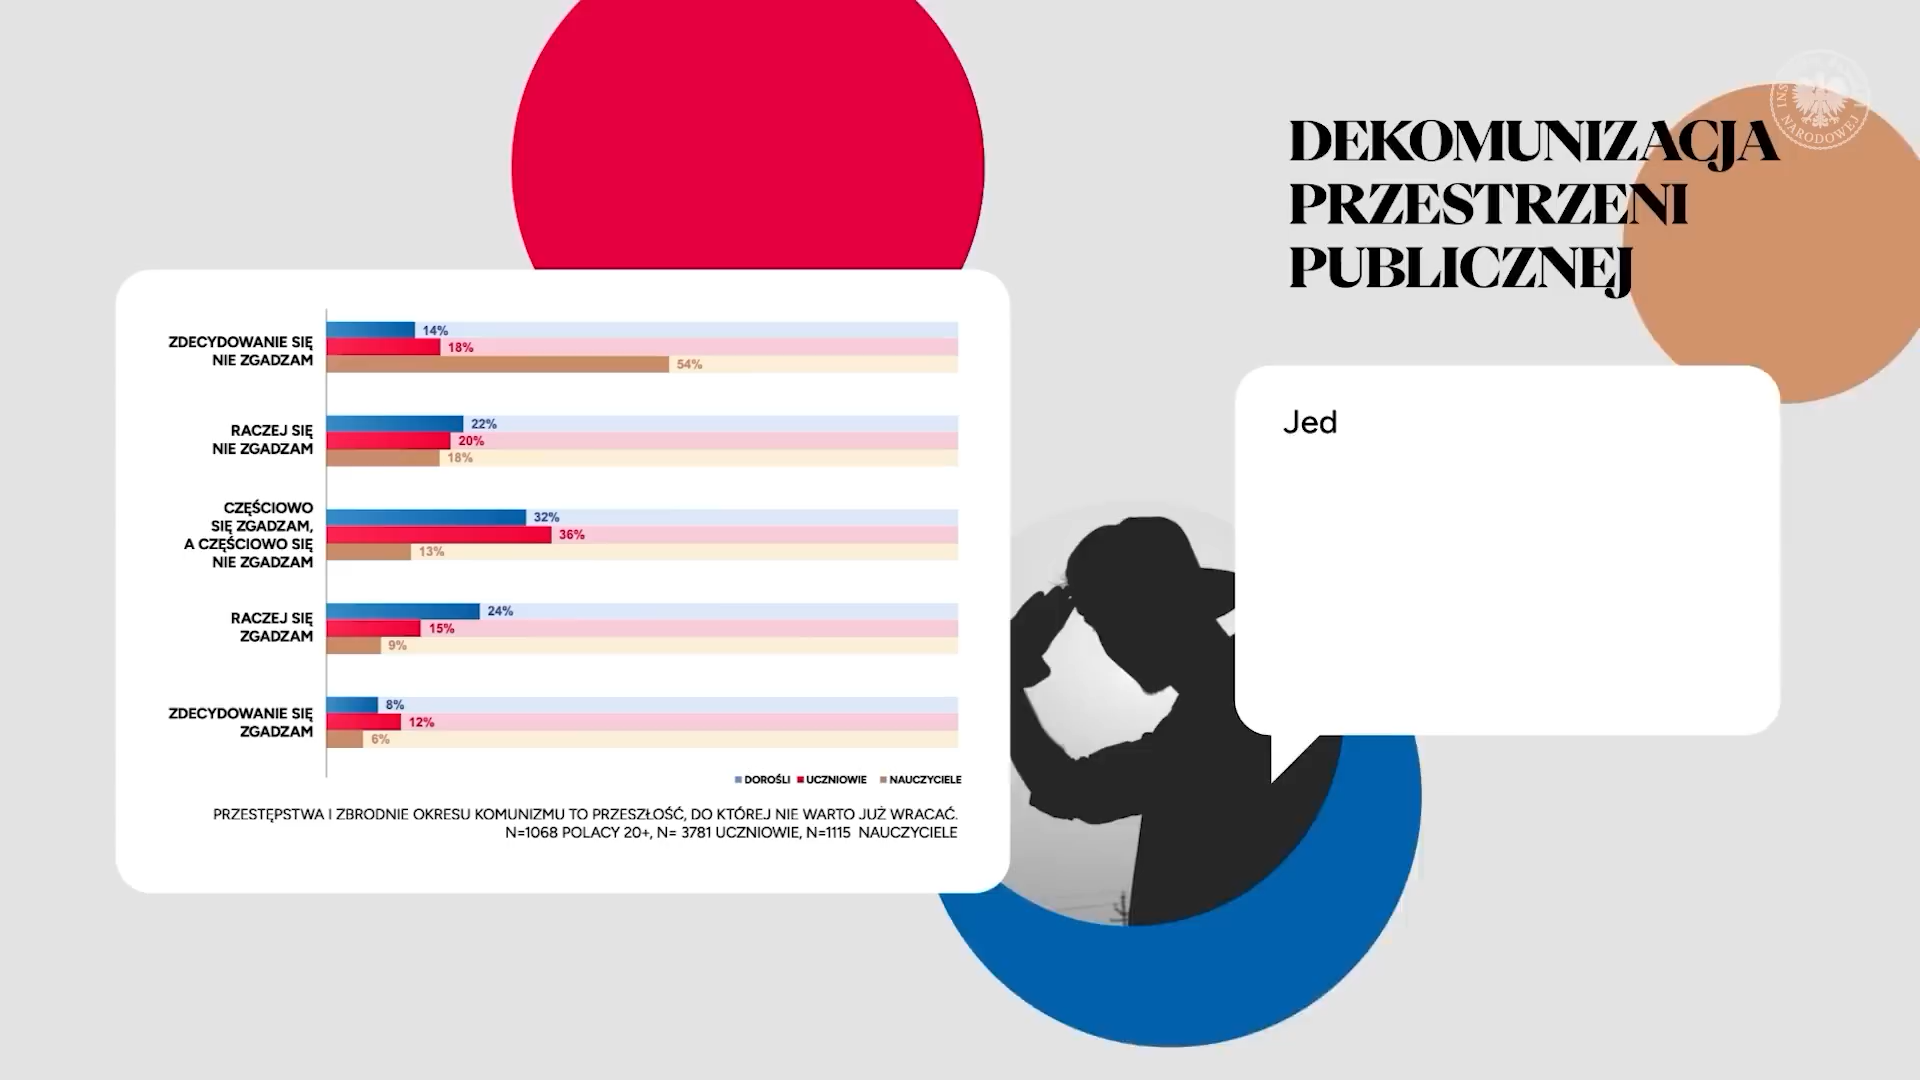 DEKOMUNIZACJA
PRZESTRZENI
PUBLICZNEJ
NARODOWEJ
ZDECYDOWANIE SIĘ
NIE ZGADZAM
14%
18%
54%
RACZEJ SIĘ
NIE ZGADZAM
22%
20%
18%
CZĘŚCIOWO
SIĘ ZGADZAM,
A CZĘŚCIOWO SIĘ
NIE ZGADZAM
32%
36%
13%
RACZEJ SIĘ
ZGADZAM
24%
15%
9%
ZDECYDOWANIE SIĘ
ZGADZAM
8%
12%
6%
DOROŚLI UCZNIOWIE NAUCZYCIELE
PRZESTĘPSTWA I ZBRODNIE OKRESU KOMUNIZMU TO PRZESZŁOŚĆ, DO KTÓREJ NIE WARTO JUŻ WRACAĆ.
N=1068 POLACY 20+, N= 3781 UCZNIOWIE, N=1115 NAUCZYCIELE
Jed